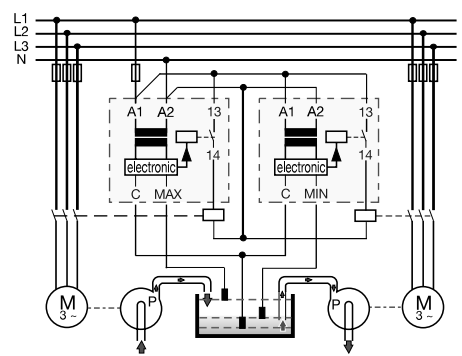 L1
L2
L3
N
A1 A2 13 A1 A2 13
14 14
electronic electronic
C MAX C MIN
M 3 ~ P P M 3 ~